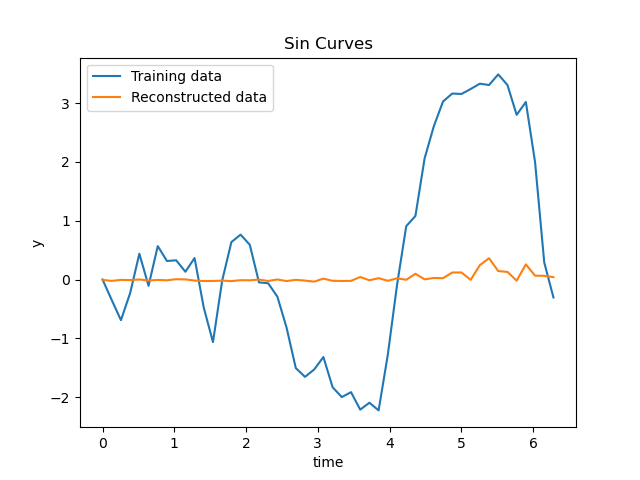 Sin Curves
Training data
Reconstructed data
y
3
2
1
0
−1
−2
0 1 2 3 4 5 6
time